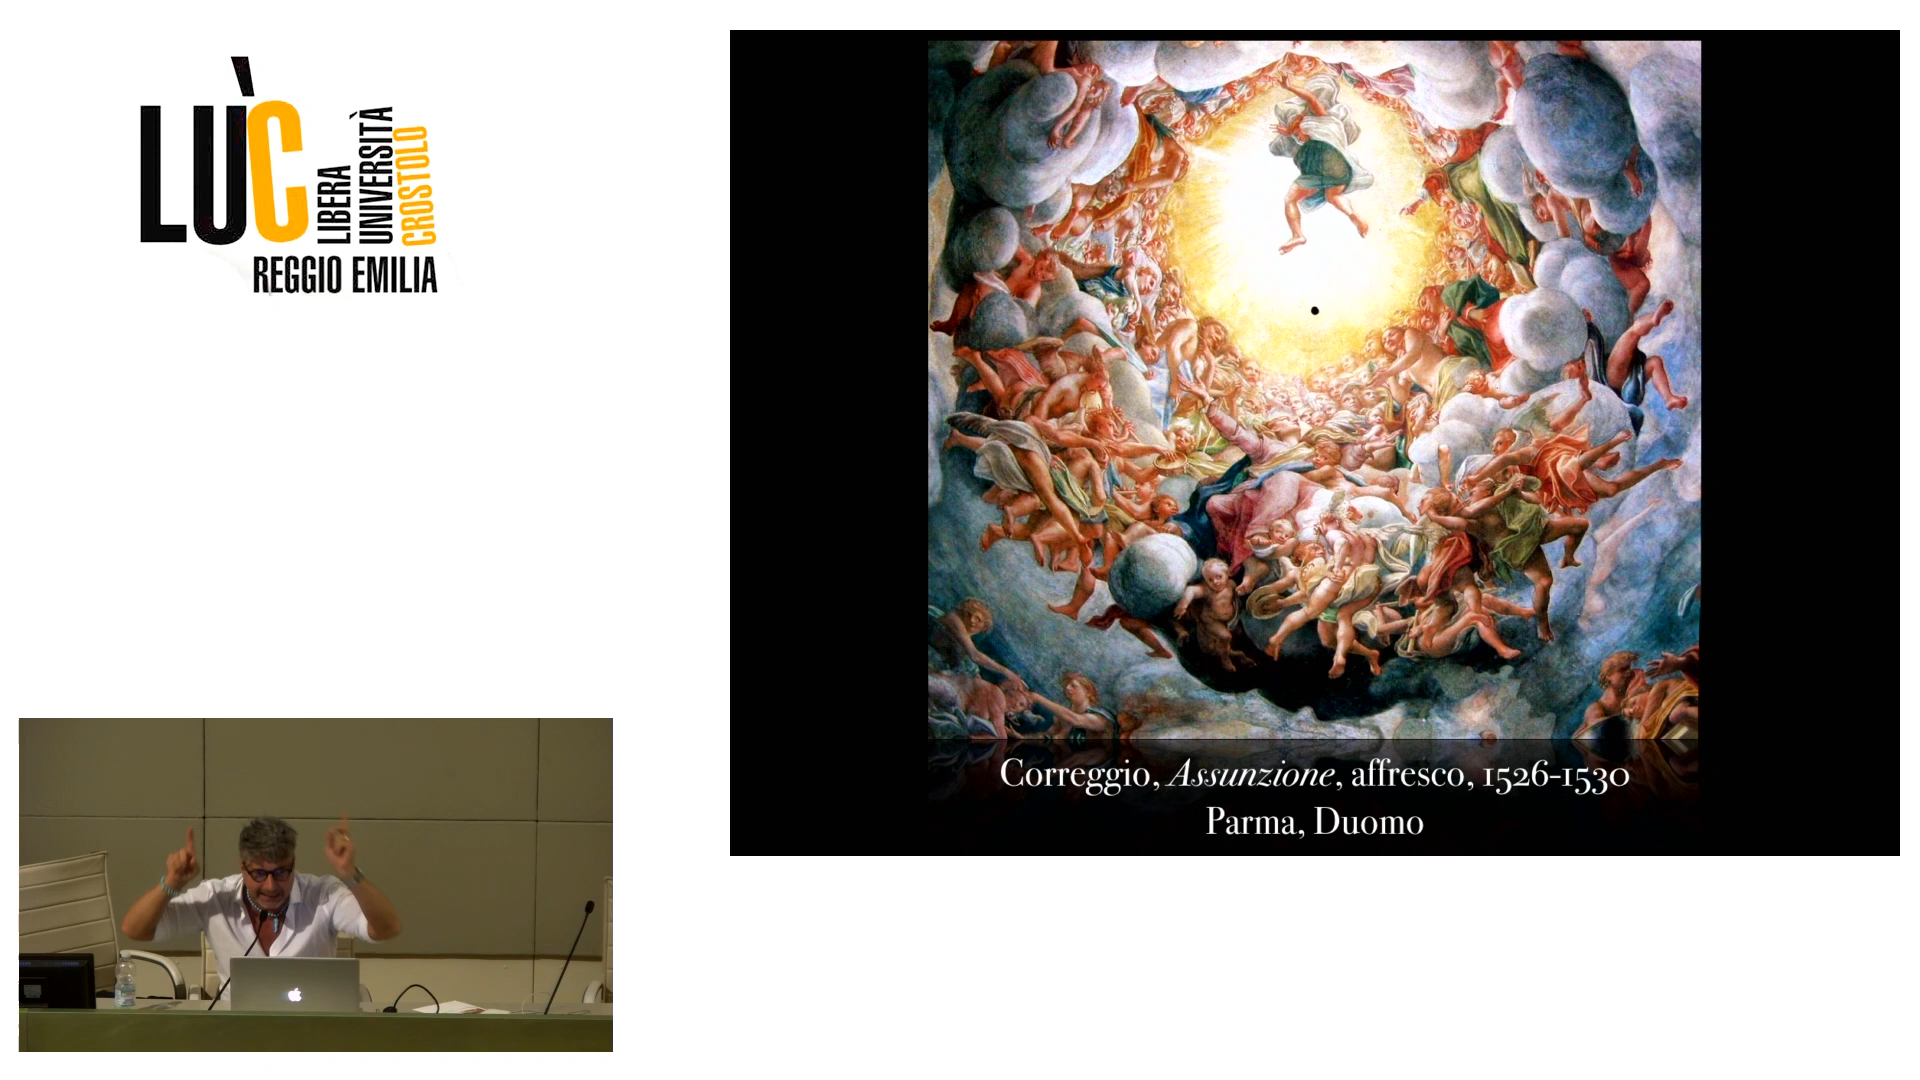 LÙC
LIBERA
UNIVERSITÀ
CROSTOLO
REGGIO EMILIA
Correggio, Assunzione, affresco, 1526-1530
Parma, Duomo